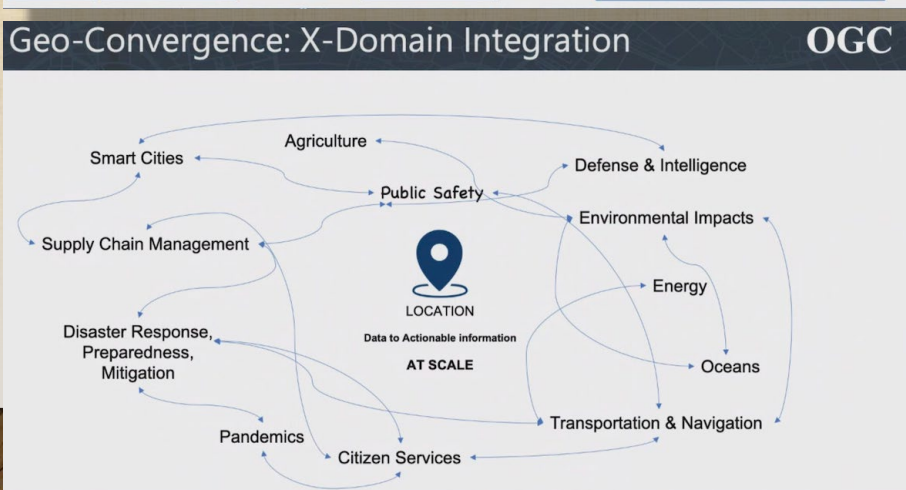 Geo-Convergence: X-Domain Integration
OGC
Agriculture
Smart Cities
Defense & Intelligence
Public Safety
Environmental Impacts
Supply Chain Management
Energy
LOCATION
Disaster Response,
Preparedness,
Mitigation
Data to Actionable information
AT SCALE
Oceans
Transportation & Navigation
Pandemics
Citizen Services